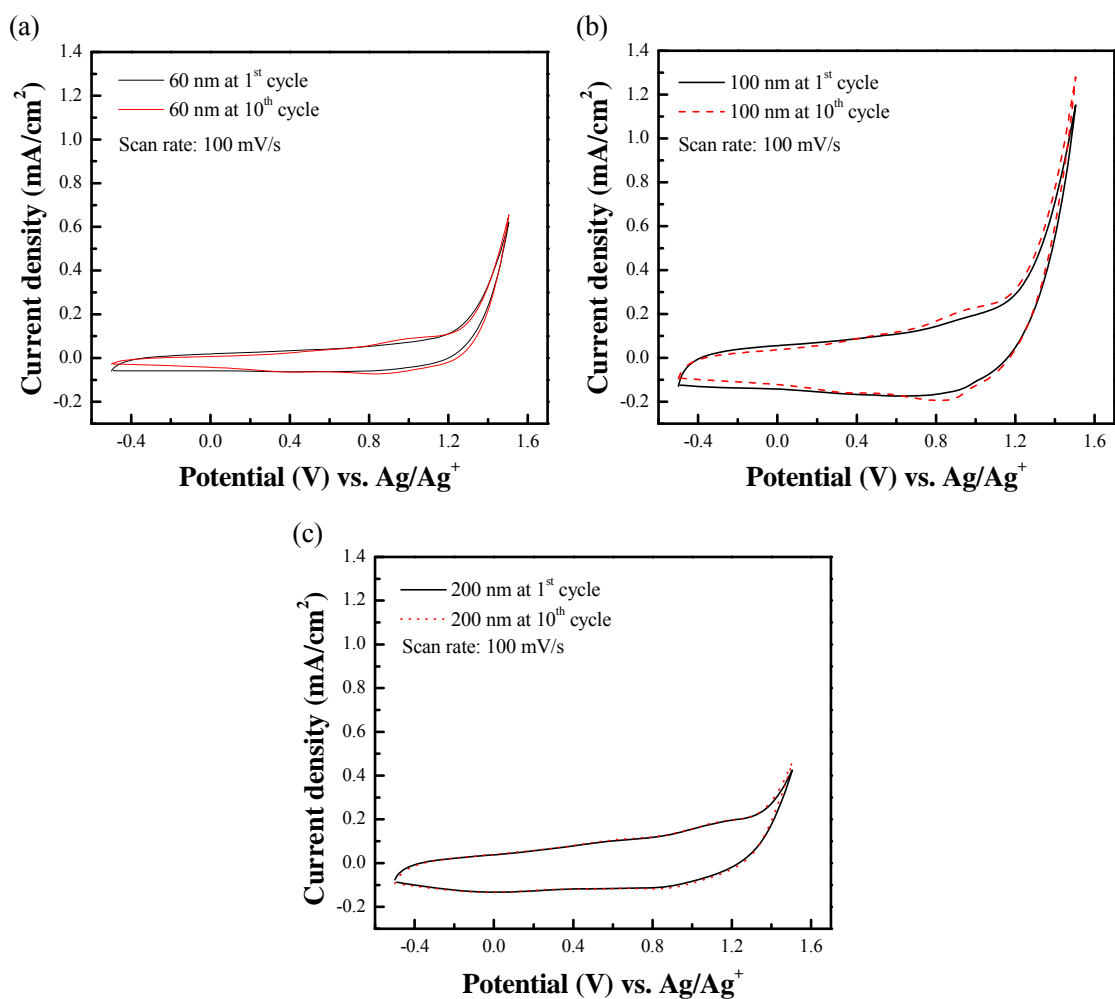 (a)
1.4
1.2
1.0
0.8
0.6
0.4
0.2
0.0
-0.2
Current density (mA/cm²)
60 nm at 1st cycle
60 nm at 10th cycle
Scan rate: 100 mV/s
-0.4 0.0 0.4 0.8 1.2 1.6
Potential (V) vs. Ag/Ag⁺
(b)
1.4
1.2
1.0
0.8
0.6
0.4
0.2
0.0
-0.2
Current density (mA/cm²)
100 nm at 1st cycle
100 nm at 10th cycle
Scan rate: 100 mV/s
-0.4 0.0 0.4 0.8 1.2 1.6
Potential (V) vs. Ag/Ag⁺
(c)
1.4
1.2
1.0
0.8
0.6
0.4
0.2
0.0
-0.2
Current density (mA/cm²)
200 nm at 1st cycle
200 nm at 10th cycle
Scan rate: 100 mV/s
-0.4 0.0 0.4 0.8 1.2 1.6
Potential (V) vs. Ag/Ag⁺